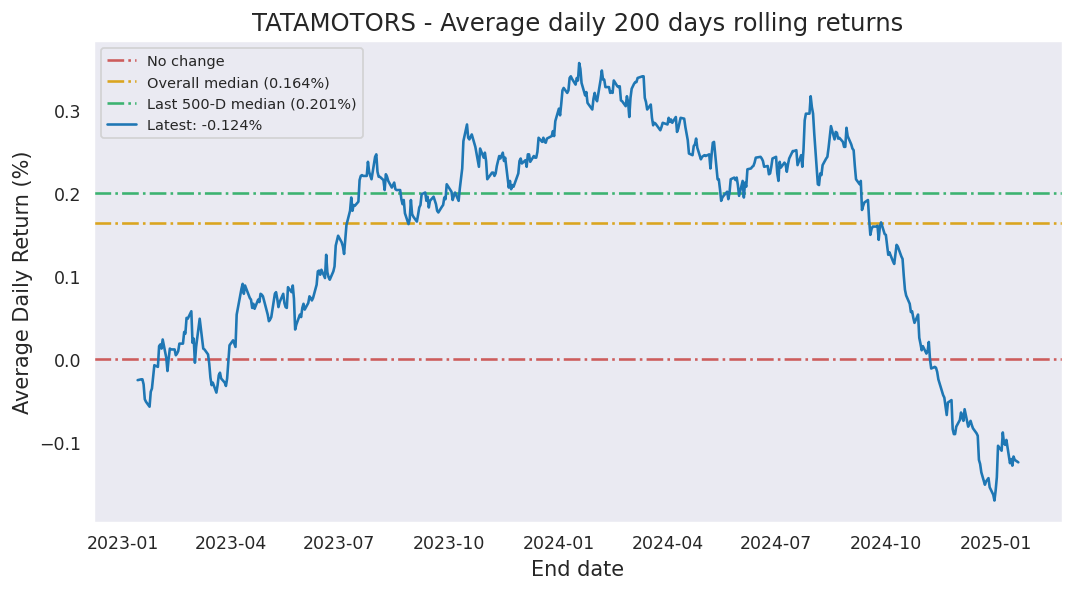 TATAMOTORS - Average daily 200 days rolling returns
No change
Overall median (0.164%)
Last 500-D median (0.201%)
Latest: -0.124%
Average Daily Return (%)
0.3
0.2
0.1
0.0
−0.1
2023-01 2023-04 2023-07 2023-10 2024-01 2024-04 2024-07 2024-10 2025-01
End date